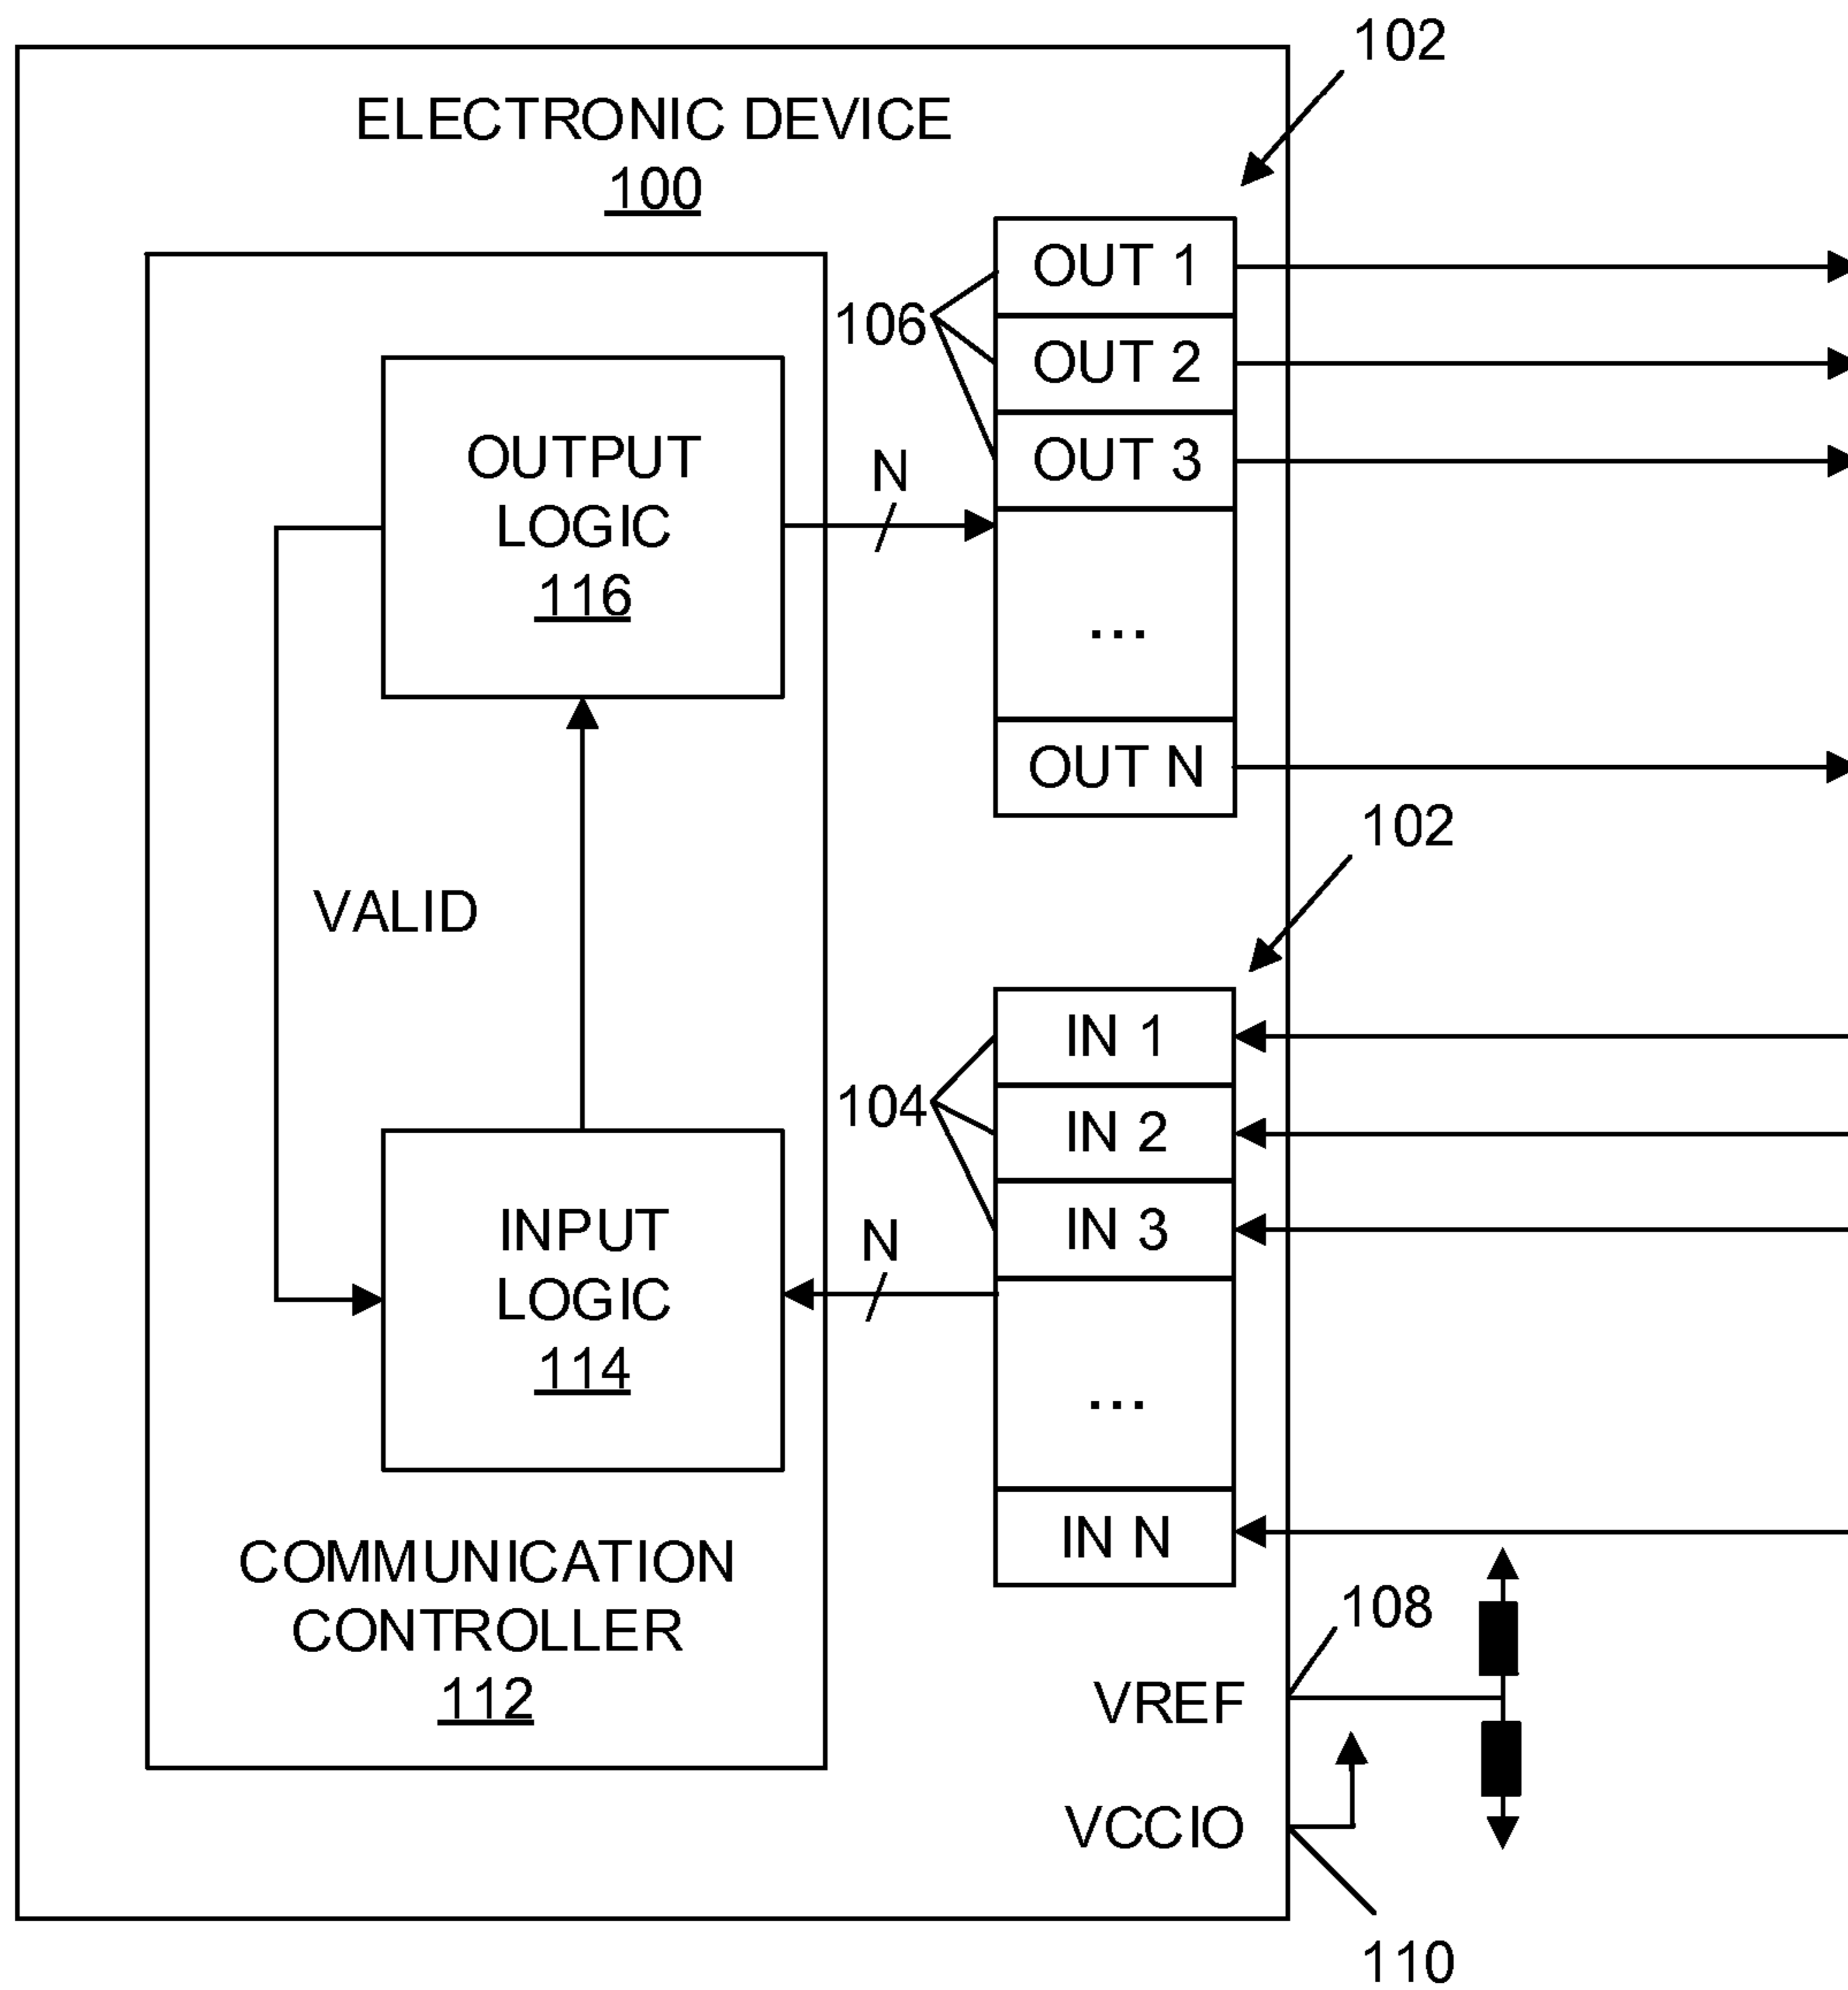 102
ELECTRONIC DEVICE
100
OUT 1
106
OUT 2
OUTPUT
LOGIC
116
N
OUT 3
...
OUT N
102
VALID
IN 1
104
IN 2
INPUT
LOGIC
114
N
IN 3
...
IN N
COMMUNICATION
CONTROLLER
112
108
VREF
VCCIO
110